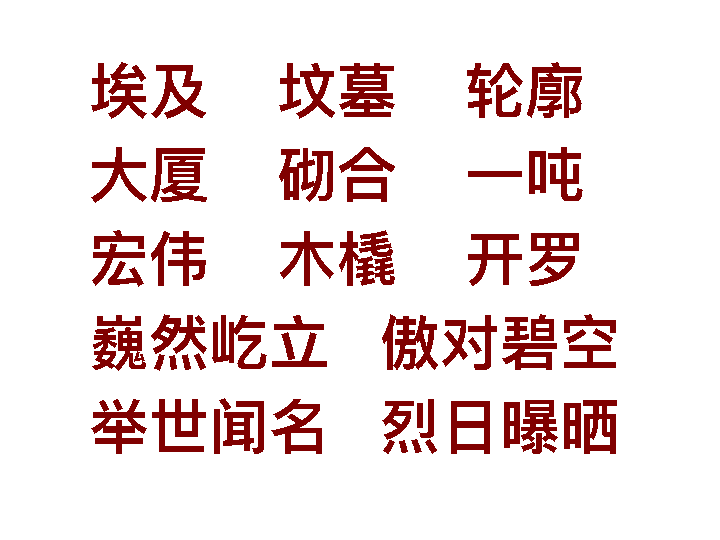 埃及 坟墓 轮廓
大厦 砌合 一吨
宏伟 木橇 开罗
巍然屹立 傲对碧空
举世闻名 烈日曝晒